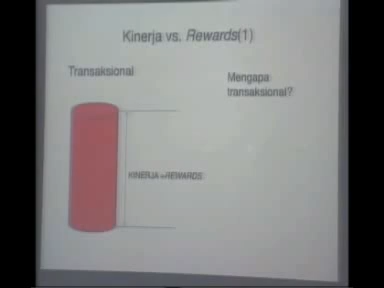 Kinerja vs. Rewards(1)
Transaksional
Mengapa
transaksional?
KINERJA = REWARDS